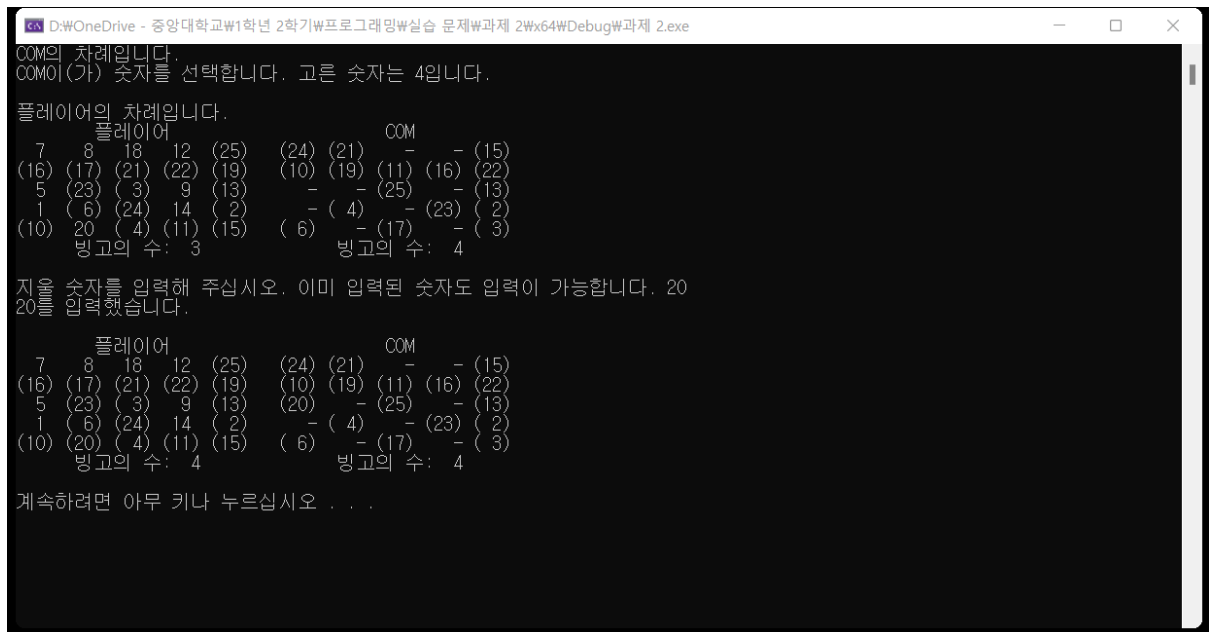 D:₩OneDrive - 중앙대학교₩1학년 2학기₩프로그래밍₩실습 문제₩과제 2₩x64₩Debug₩과제 2.exe
COM의 차례입니다.
COM이(가) 숫자를 선택합니다. 고른 숫자는 4입니다.
플레이어의 차례입니다.
플레이어 COM
7 8 18 12 (25) (24) (21) - - (15)
(16) (17) (21) (22) (19) (10) (19) (11) (16) (22)
5 (23) ( 3) 9 (13) - - (25) - (13)
1 ( 6) (24) 14 ( 2) - ( 4) - (23) ( 2)
(10) 20 ( 4) (11) (15) ( 6) - (17) - ( 3)
빙고의 수: 3 빙고의 수: 4
지울 숫자를 입력해 주십시오. 이미 입력된 숫자도 입력이 가능합니다. 20
20를 입력했습니다.
플레이어 COM
7 8 18 12 (25) (24) (21) - - (15)
(16) (17) (21) (22) (19) (10) (19) (11) (16) (22)
5 (23) ( 3) 9 (13) (20) - (25) - (13)
1 ( 6) (24) 14 ( 2) - ( 4) - (23) ( 2)
(10) (20) ( 4) (11) (15) ( 6) - (17) - ( 3)
빙고의 수: 4 빙고의 수: 4
계속하려면 아무 키나 누르십시오 . . .